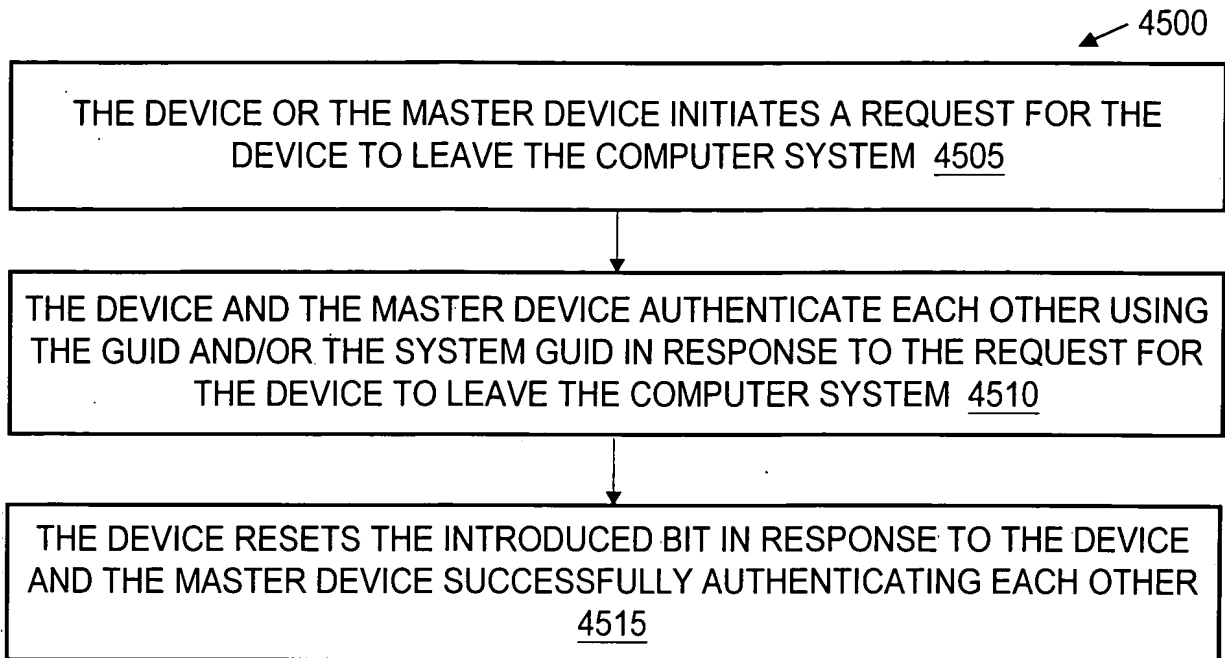 4500
THE DEVICE OR THE MASTER DEVICE INITIATES A REQUEST FOR THE
DEVICE TO LEAVE THE COMPUTER SYSTEM 4505
THE DEVICE AND THE MASTER DEVICE AUTHENTICATE EACH OTHER USING
THE GUID AND/OR THE SYSTEM GUID IN RESPONSE TO THE REQUEST FOR
THE DEVICE TO LEAVE THE COMPUTER SYSTEM 4510
THE DEVICE RESETS THE INTRODUCED BIT IN RESPONSE TO THE DEVICE
AND THE MASTER DEVICE SUCCESSFULLY AUTHENTICATING EACH OTHER
4515